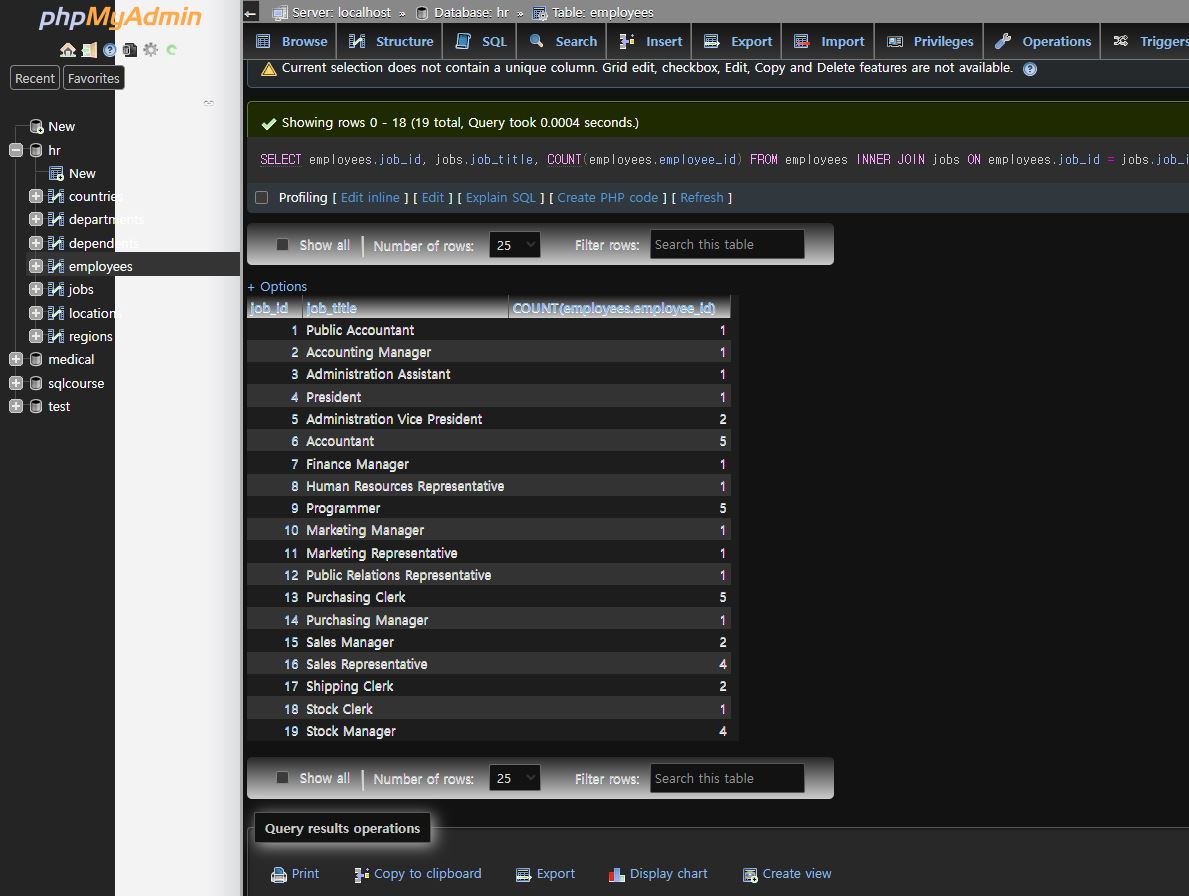 phpMyAdmin
Recent Favorites
New
hr
New
countries
departments
dependents
employees
jobs
locations
regions
medical
sqlcourse
test
Server: localhost » Database: hr » Table: employees
Browse Structure SQL Search Insert Export Import Privileges Operations Triggers
Current selection does not contain a unique column. Grid edit, checkbox, Edit, Copy and Delete features are not available.
Showing rows 0 - 18 (19 total, Query took 0.0004 seconds.)
SELECT employees.job_id, jobs.job_title, COUNT(employees.employee_id) FROM employees INNER JOIN jobs ON employees.job_id = jobs.job_i
Profiling [ Edit inline ] [ Edit ] [ Explain SQL ] [ Create PHP code ] [ Refresh ]
Show all | Number of rows: 25 Filter rows: Search this table
+ Options
job_id job_title COUNT(employees.employee_id)
1 Public Accountant 1
2 Accounting Manager 1
3 Administration Assistant 1
4 President 1
5 Administration Vice President 2
6 Accountant 5
7 Finance Manager 1
8 Human Resources Representative 1
9 Programmer 5
10 Marketing Manager 1
11 Marketing Representative 1
12 Public Relations Representative 1
13 Purchasing Clerk 5
14 Purchasing Manager 1
15 Sales Manager 2
16 Sales Representative 4
17 Shipping Clerk 2
18 Stock Clerk 1
19 Stock Manager 4
Show all | Number of rows: 25 Filter rows: Search this table
Query results operations
Print Copy to clipboard Export Display chart Create view